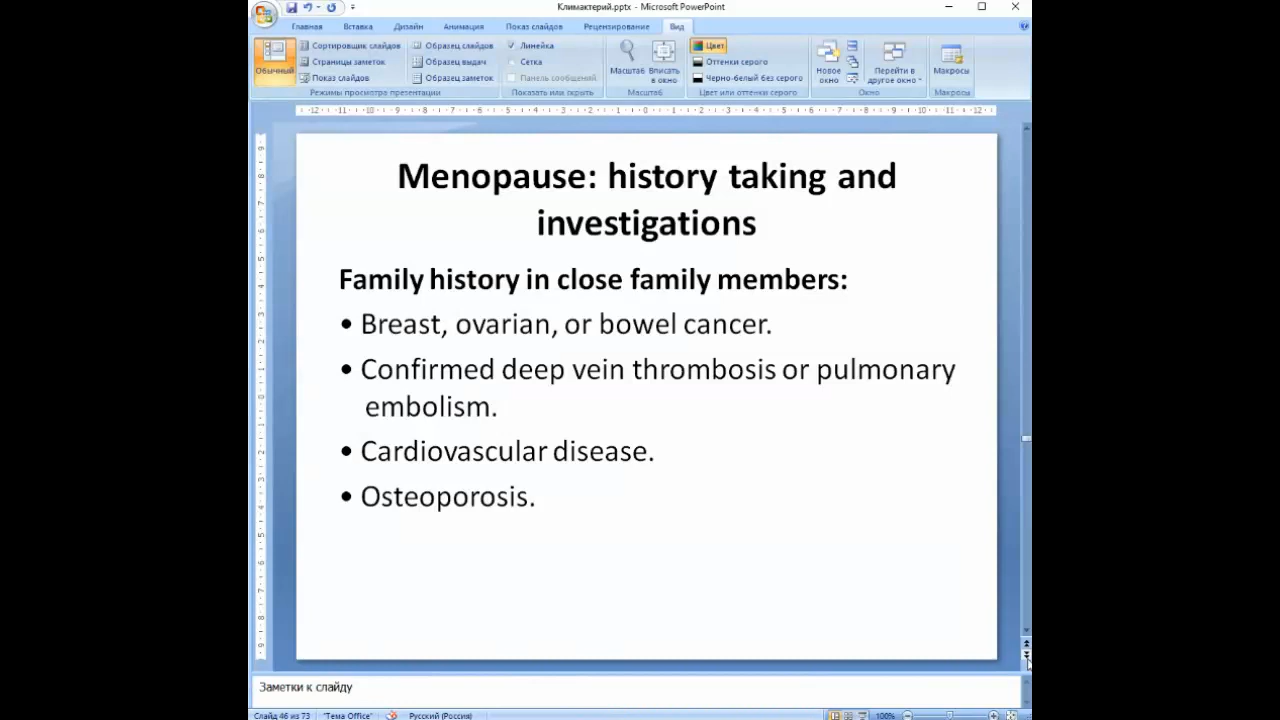 Климактерий.pptx - Microsoft PowerPoint
Главная Вставка Дизайн Анимация Показ слайдов Рецензирование Вид
Обычный
Сортировщик слайдов
Страницы заметок
Показ слайдов
Режимы просмотра презентации
Образец слайдов
Образец выдач
Образец заметок
Линейка
Сетка
Панель сообщений
Показать или скрыть
Масштаб
Вписать в окно
Масштаб
Цвет
Оттенки серого
Черно-белый без серого
Цвет или оттенки серого
Новое окно
Перейти в другое окно
Окно
Макросы
Макросы
Menopause: history taking and
investigations
Family history in close family members:
• Breast, ovarian, or bowel cancer.
• Confirmed deep vein thrombosis or pulmonary
embolism.
• Cardiovascular disease.
• Osteoporosis.
Заметки к слайду
Слайд 46 из 73 "Тема Office" Русский (Россия) 100%